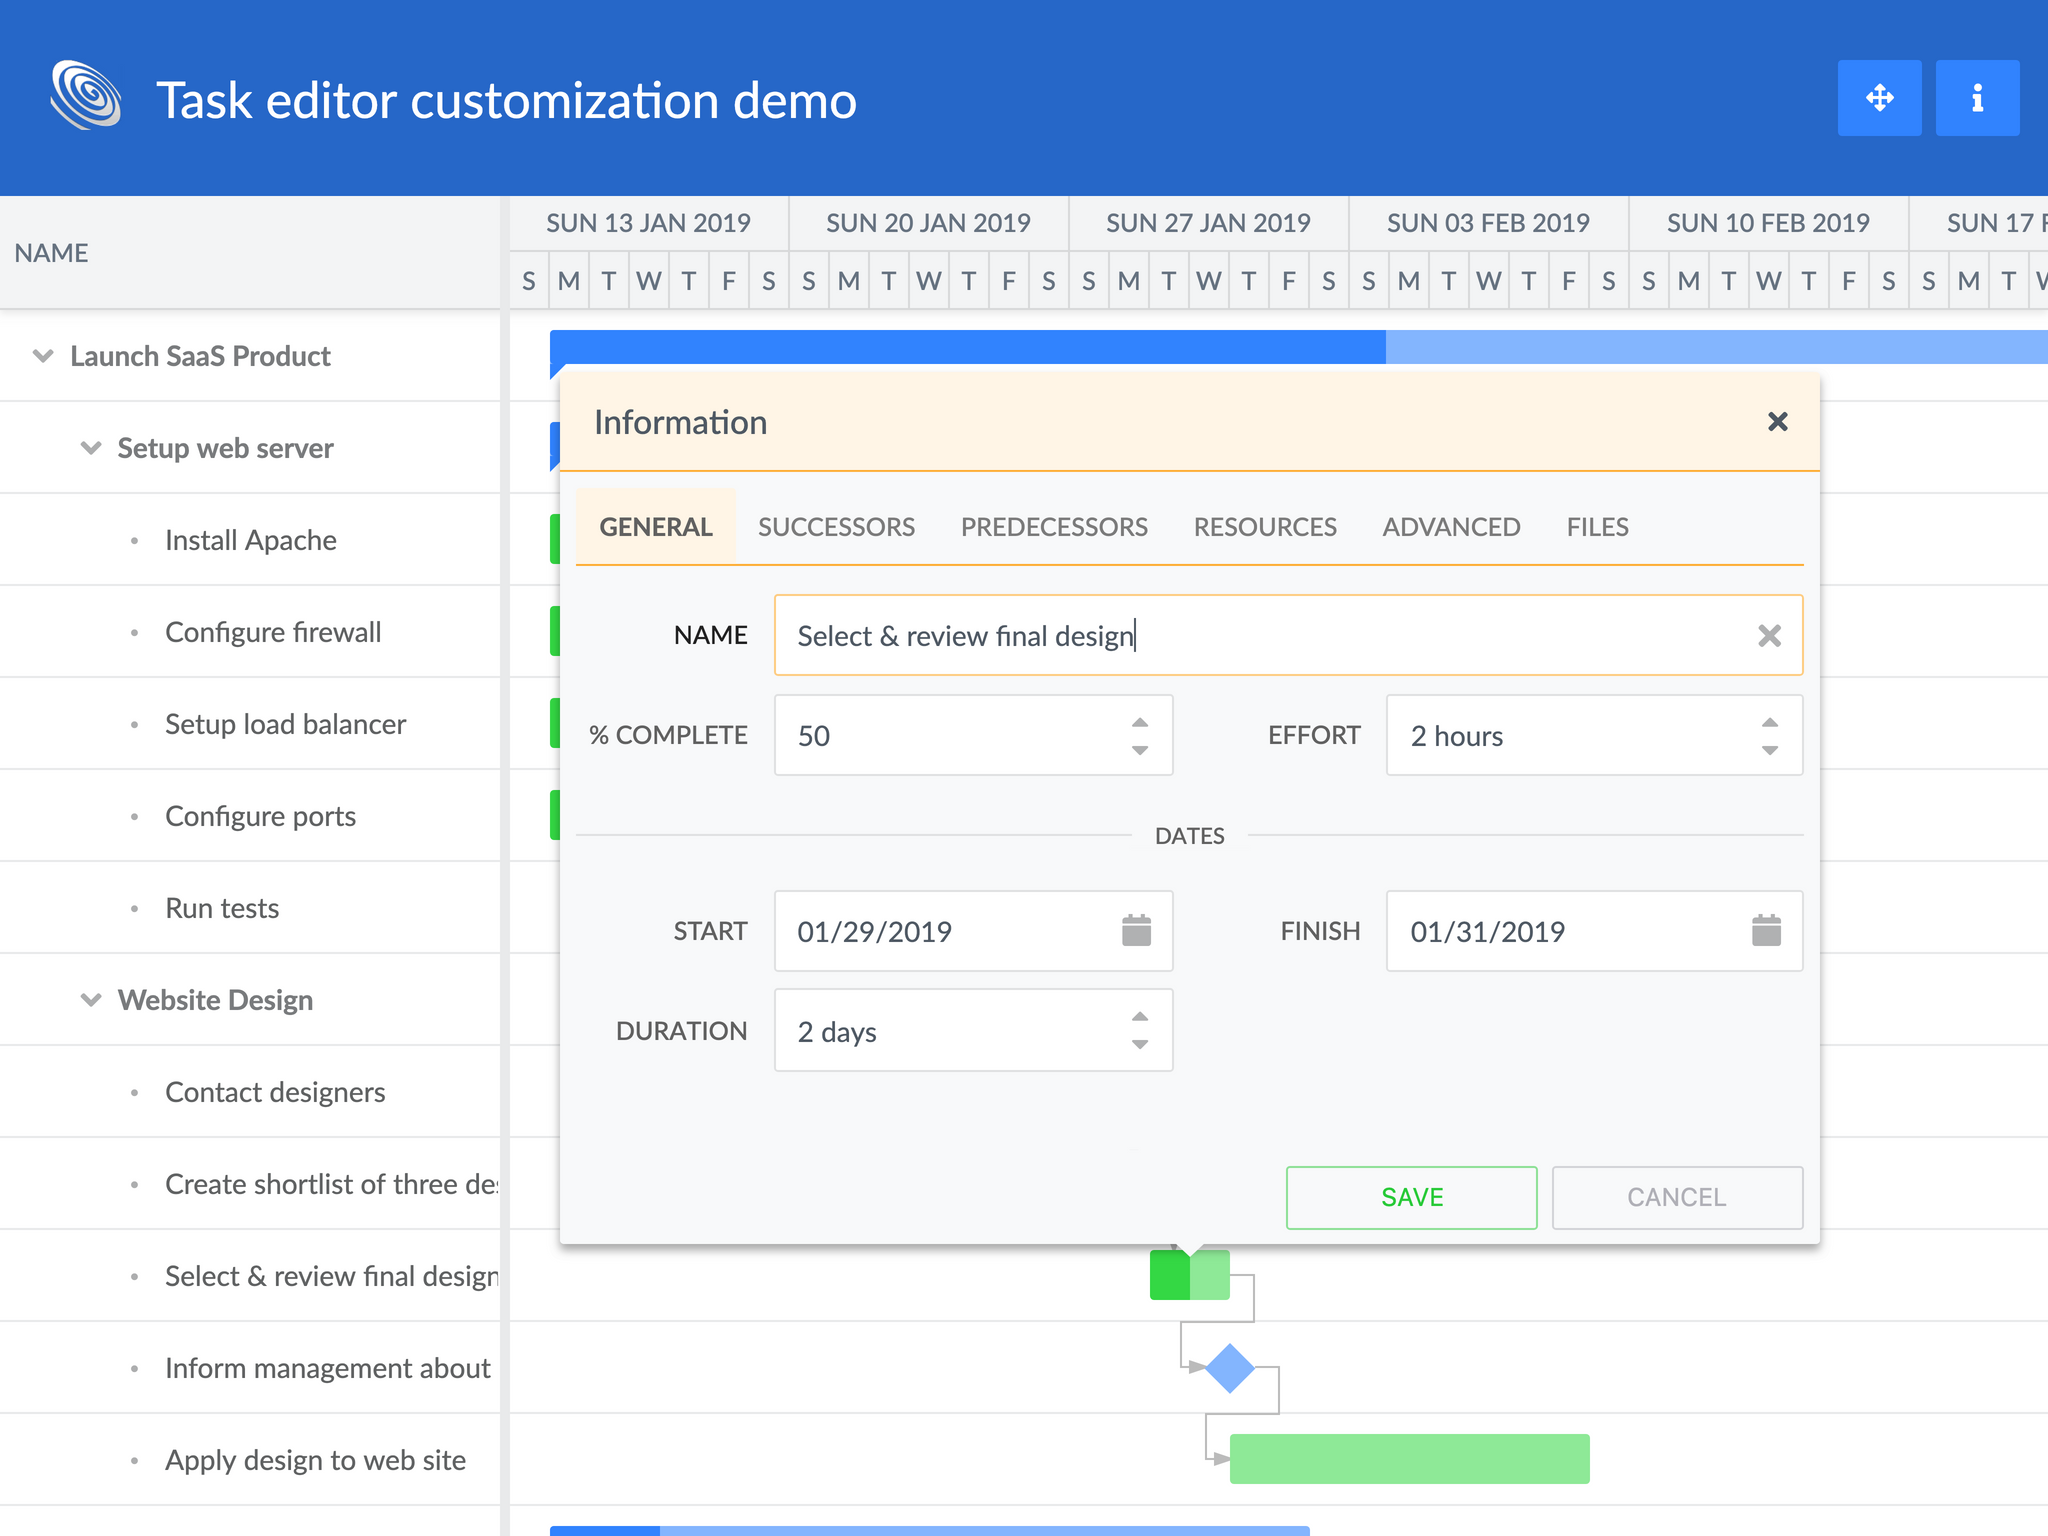 Task editor customization demo
NAME
SUN 13 JAN 2019 SUN 20 JAN 2019 SUN 27 JAN 2019 SUN 03 FEB 2019 SUN 10 FEB 2019 SUN 17
S M T W T F S S M T W T F S S M T W T F S S M T W T F S S M T W T F S S M T
Launch SaaS Product
Information
Setup web server
GENERAL SUCCESSORS PREDECESSORS RESOURCES ADVANCED FILES
Install Apache
NAME Select & review final design
Configure firewall
% COMPLETE 50 EFFORT 2 hours
Setup load balancer
DATES
Configure ports
START 01/29/2019 FINISH 01/31/2019
Run tests
DURATION 2 days
Website Design
Contact designers
SAVE CANCEL
Create shortlist of three
Select & review final design
Inform management about
Apply design to web site